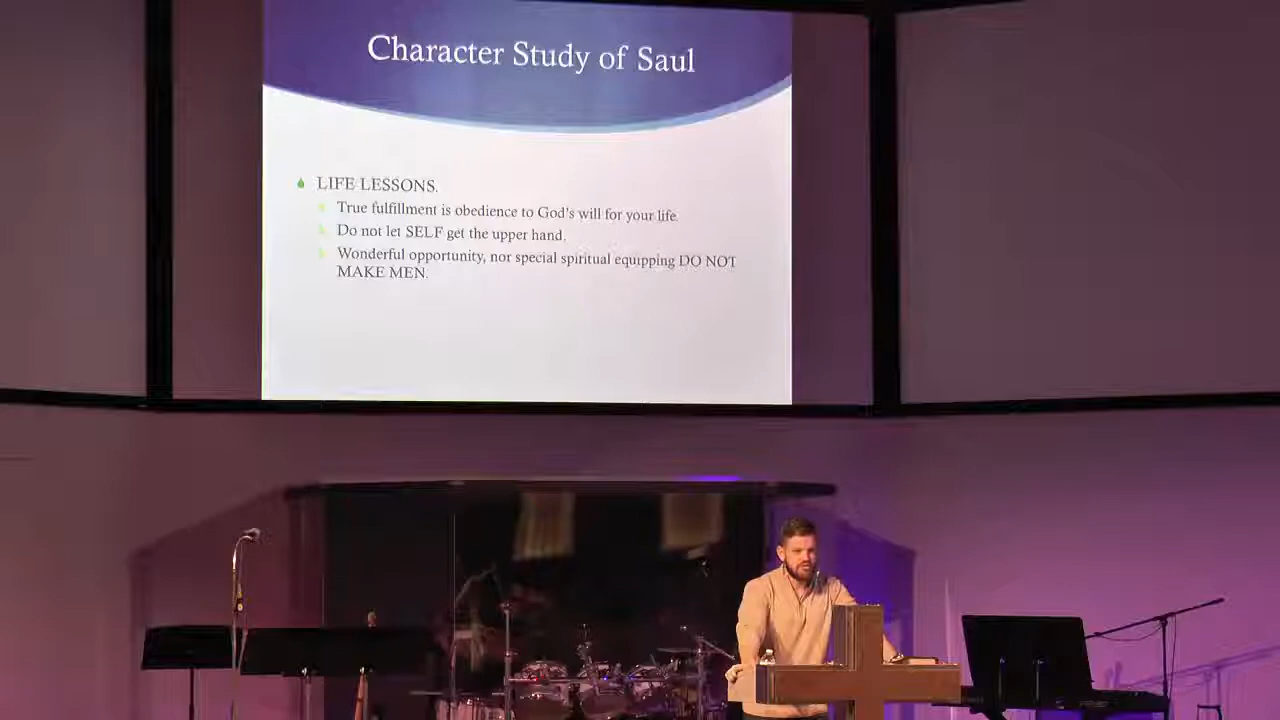 Character Study of Saul
LIFE LESSONS.
True fulfillment is obedience to God's will for your life.
Do not let SELF get the upper hand.
Wonderful opportunity, nor special spiritual equipping DO NOT
MAKE MEN.